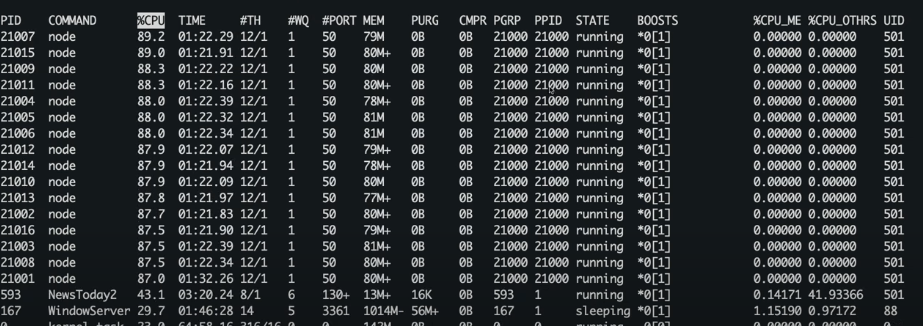 PID COMMAND %CPU TIME #TH #WQ #PORT MEM PURG CMPR PGRP PPID STATE BOOSTS %CPU_ME %CPU_OTHRS UID
21007 node 89.2 01:22.29 12/1 1 50 79M 0B 0B 21000 21000 running *0[1] 0.00000 0.00000 501
21015 node 89.0 01:21.91 12/1 1 50 80M+ 0B 0B 21000 21000 running *0[1] 0.00000 0.00000 501
21009 node 88.3 01:22.22 12/1 1 50 80M 0B 0B 21000 21000 running *0[1] 0.00000 0.00000 501
21011 node 88.3 01:22.16 12/1 1 50 80M+ 0B 0B 21000 21000 running *0[1] 0.00000 0.00000 501
21004 node 88.0 01:22.39 12/1 1 50 78M+ 0B 0B 21000 21000 running *0[1] 0.00000 0.00000 501
21005 node 88.0 01:22.32 12/1 1 50 81M 0B 0B 21000 21000 running *0[1] 0.00000 0.00000 501
21006 node 88.0 01:22.34 12/1 1 50 81M 0B 0B 21000 21000 running *0[1] 0.00000 0.00000 501
21012 node 87.9 01:22.07 12/1 1 50 79M+ 0B 0B 21000 21000 running *0[1] 0.00000 0.00000 501
21014 node 87.9 01:21.94 12/1 1 50 78M+ 0B 0B 21000 21000 running *0[1] 0.00000 0.00000 501
21010 node 87.9 01:22.09 12/1 1 50 80M 0B 0B 21000 21000 running *0[1] 0.00000 0.00000 501
21013 node 87.8 01:21.97 12/1 1 50 77M+ 0B 0B 21000 21000 running *0[1] 0.00000 0.00000 501
21002 node 87.7 01:21.83 12/1 1 50 80M+ 0B 0B 21000 21000 running *0[1] 0.00000 0.00000 501
21016 node 87.5 01:21.90 12/1 1 50 79M+ 0B 0B 21000 21000 running *0[1] 0.00000 0.00000 501
21003 node 87.5 01:22.39 12/1 1 50 81M+ 0B 0B 21000 21000 running *0[1] 0.00000 0.00000 501
21008 node 87.5 01:22.34 12/1 1 50 80M+ 0B 0B 21000 21000 running *0[1] 0.00000 0.00000 501
21001 node 87.0 01:32.26 12/1 1 50 80M+ 0B 0B 21000 21000 running *0[1] 0.00000 0.00000 501
593 NewsToday2 43.1 03:20.24 8/1 6 130+ 13M+ 16K 0B 593 1 running *0[1] 0.14171 41.93366 501
167 WindowServer 29.7 01:46:28 14 5 3361 1014M- 56M+ 0B 167 1 sleeping *0[1] 1.15190 0.97172 88